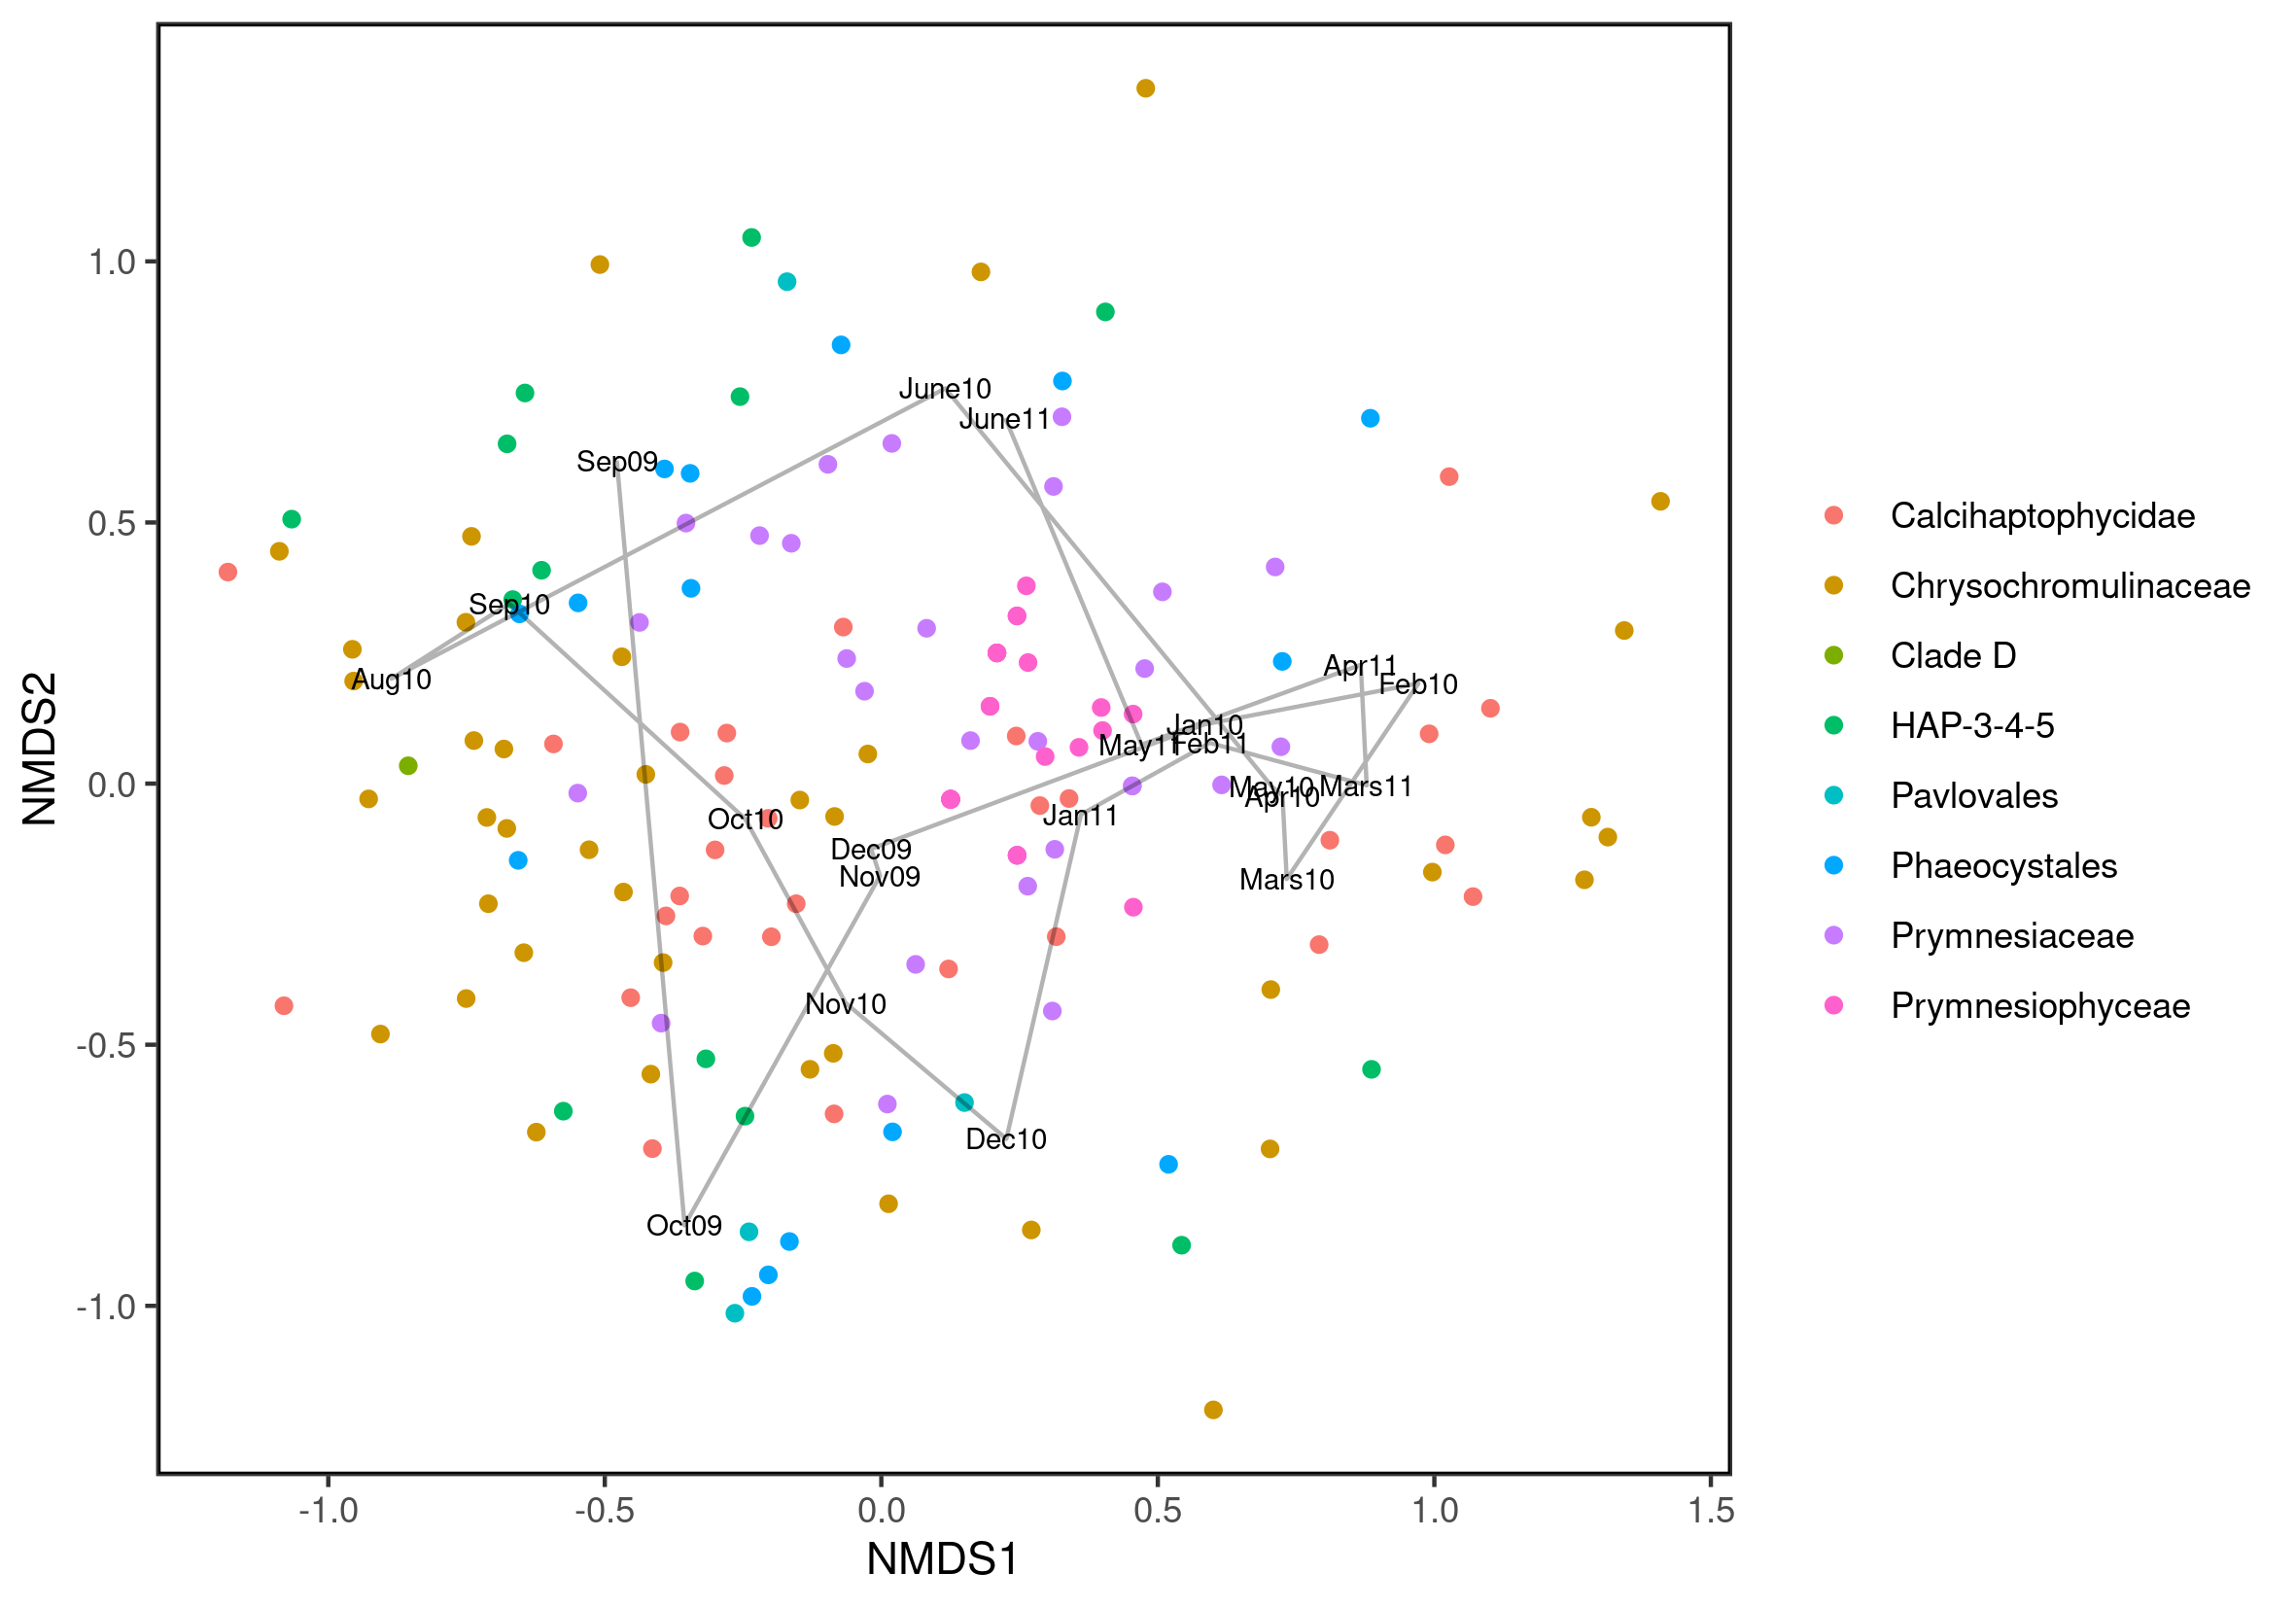 1.0
0.5
0.0
-0.5
-1.0
NMDS2
June10
June11
Sep09
Sep10
Aug10
Apr11
Feb10
Jan10
May11
Feb11
May10
Apr10
Mars11
Jan11
Oct10
Dec09
Nov09
Mars10
Nov10
Dec10
Oct09
-1.0
-0.5
0.0
0.5
1.0
1.5
NMDS1
Calcihaptophycidae
Chrysochromulinaceae
Clade D
HAP-3-4-5
Pavlovales
Phaeocystales
Prymnesiaceae
Prymnesiophyceae